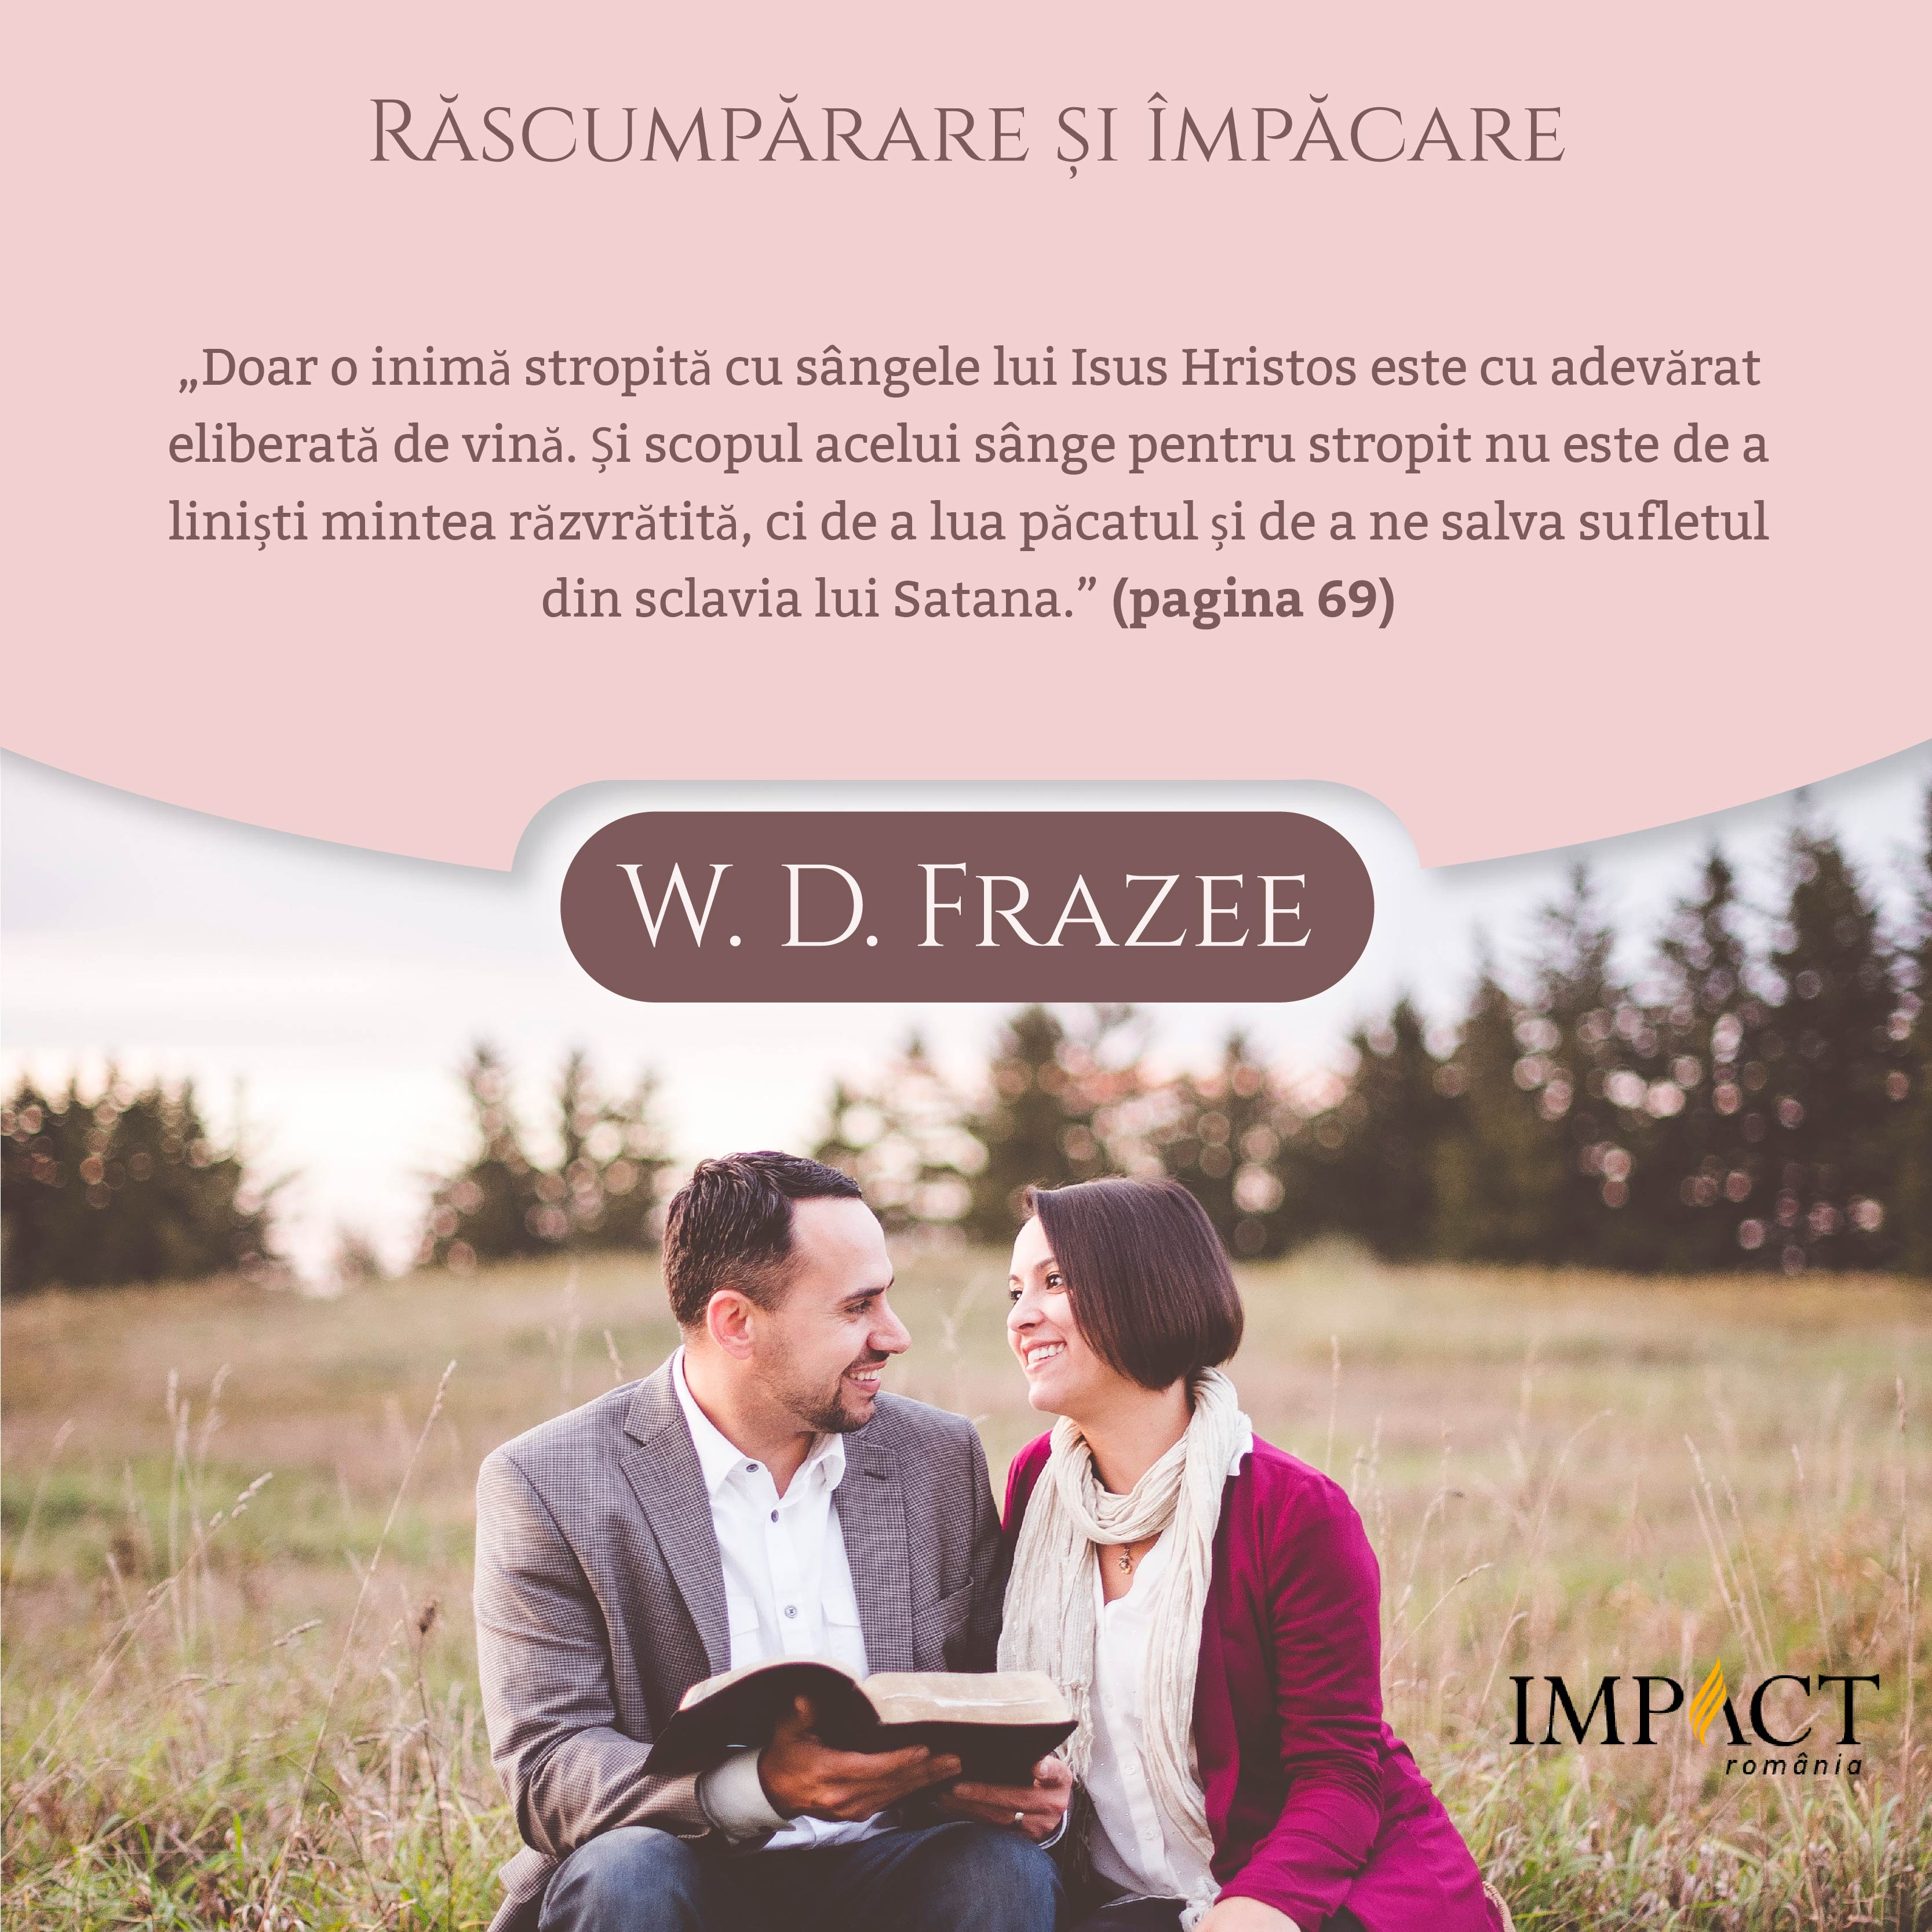 Răscumpărare și împăcare
„Doar o inimă stropită cu sângele lui Isus Hristos este cu adevărat
eliberată de vină. Și scopul acelui sânge pentru stropit nu este de a
liniști mintea răzvrătită, ci de a lua păcatul și de a ne salva sufletul
din sclavia lui Satana.” (pagina 69)
W. D. Frazee
IMPACT
românia